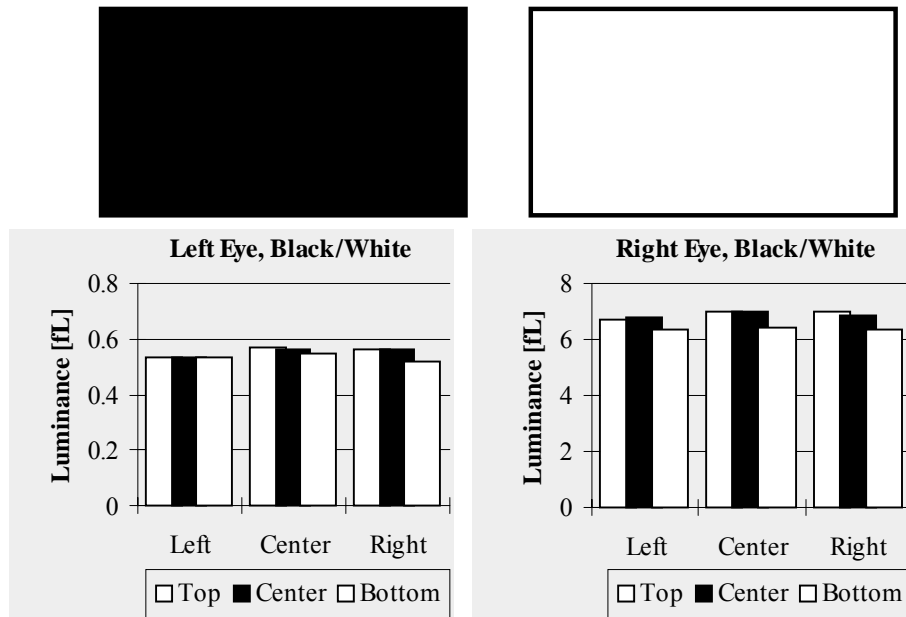 Left Eye, Black/White
Luminance [fL]
0.8
0.6
0.4
0.2
0
Left Center Right
Top Center Bottom
Right Eye, Black/White
Luminance [fL]
8
6
4
2
0
Left Center Right
Top Center Bottom